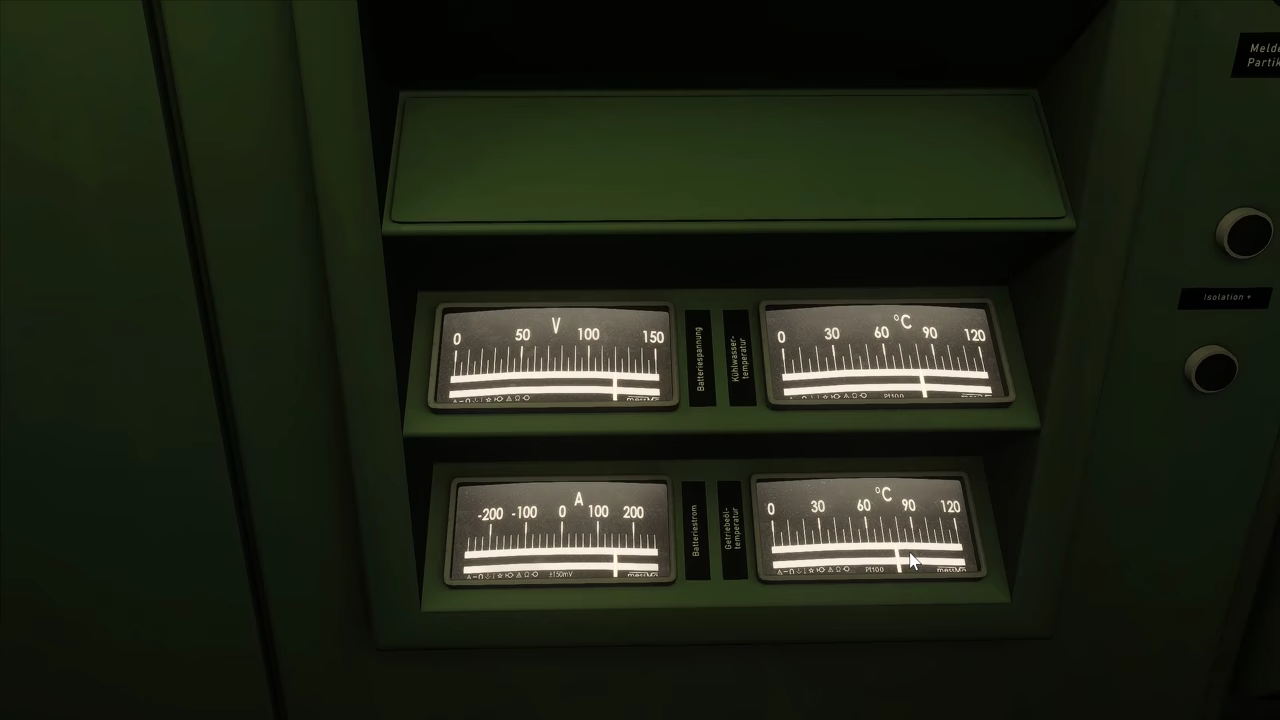 Melde
Partik
V
0 50 100 150
Batteriespannung
Kühlwasser-
temperatur
°C
0 30 60 90 120
Pt100
Isolation +
A
-200 -100 0 100 200
±150mV
Batteriestrom
Getriebeöl-
temperatur
°C
0 30 60 90 120
Pt100